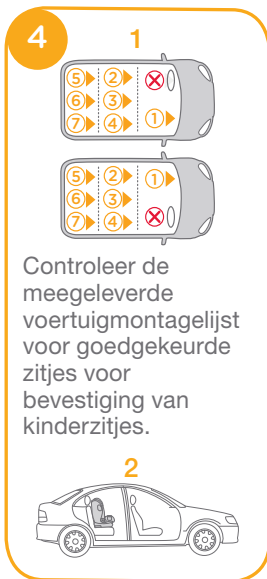 4
1
5 2
6 3
7 4 1
5 2 1
6 3
7 4
Controleer de
meegeleverde
voertuigmontagelijst
voor goedgekeurde
zitjes voor
bevestiging van
kinderzitjes.
2